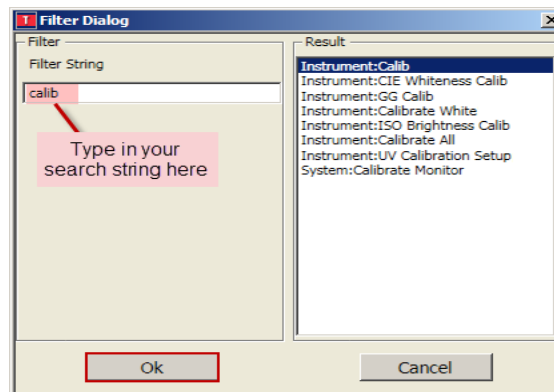 T Filter Dialog
Filter
Filter String
calib
Type in your
search string here
Result
Instrument:Calib
Instrument:CIE Whiteness Calib
Instrument:GG Calib
Instrument:Calibrate White
Instrument:ISO Brightness Calib
Instrument:Calibrate All
Instrument:UV Calibration Setup
System:Calibrate Monitor
Ok
Cancel